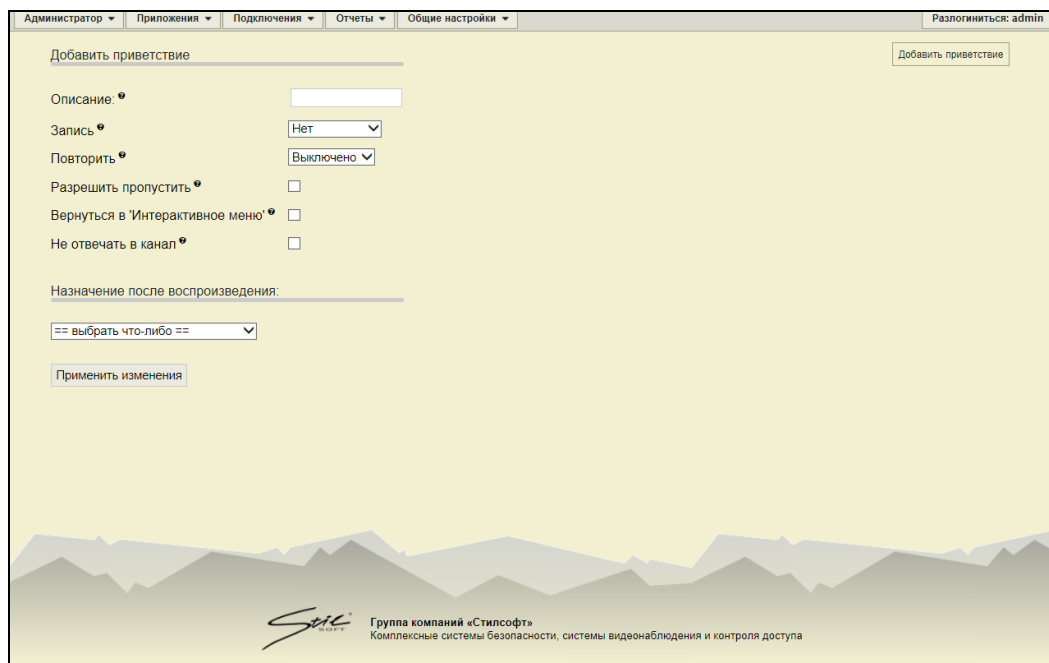 Администратор Приложения Подключения Отчеты Общие настройки Разлогиниться: admin
Добавить приветствие Добавить приветствие
Описание:
Запись Нет
Повторить Выключено
Разрешить пропустить
Вернуться в 'Интерактивное меню'
Не отвечать в канал
Назначение после воспроизведения:
== выбрать что-либо ==
Применить изменения
Stil
SOFT
Группа компаний «Стилсофт»
Комплексные системы безопасности, системы видеонаблюдения и контроля доступа